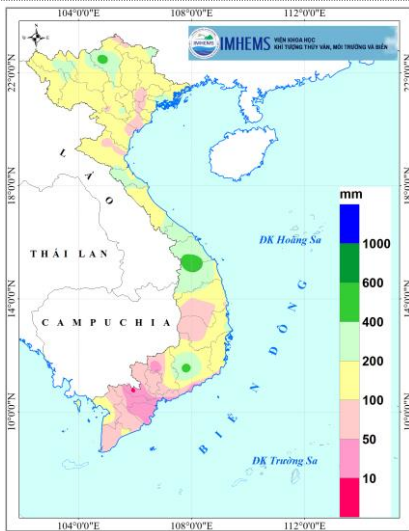 104°0'0"E 108°0'0"E 112°0'0"E
IMHEMS VIỆN KHOA HỌC
KHÍ TƯỢNG THỦY VĂN, MÔI TRƯỜNG VÀ BIỂN
22°0'0"N
LÀO
18°0'0"N
mm
ĐK Hoàng Sa
THÁI LAN
1000
600
14°0'0"N
400
CAMPUCHIA
200
BIỂN ĐÔNG
100
10°0'0"N
50
ĐK Trường Sa
10
104°0'0"E 108°0'0"E 112°0'0"E